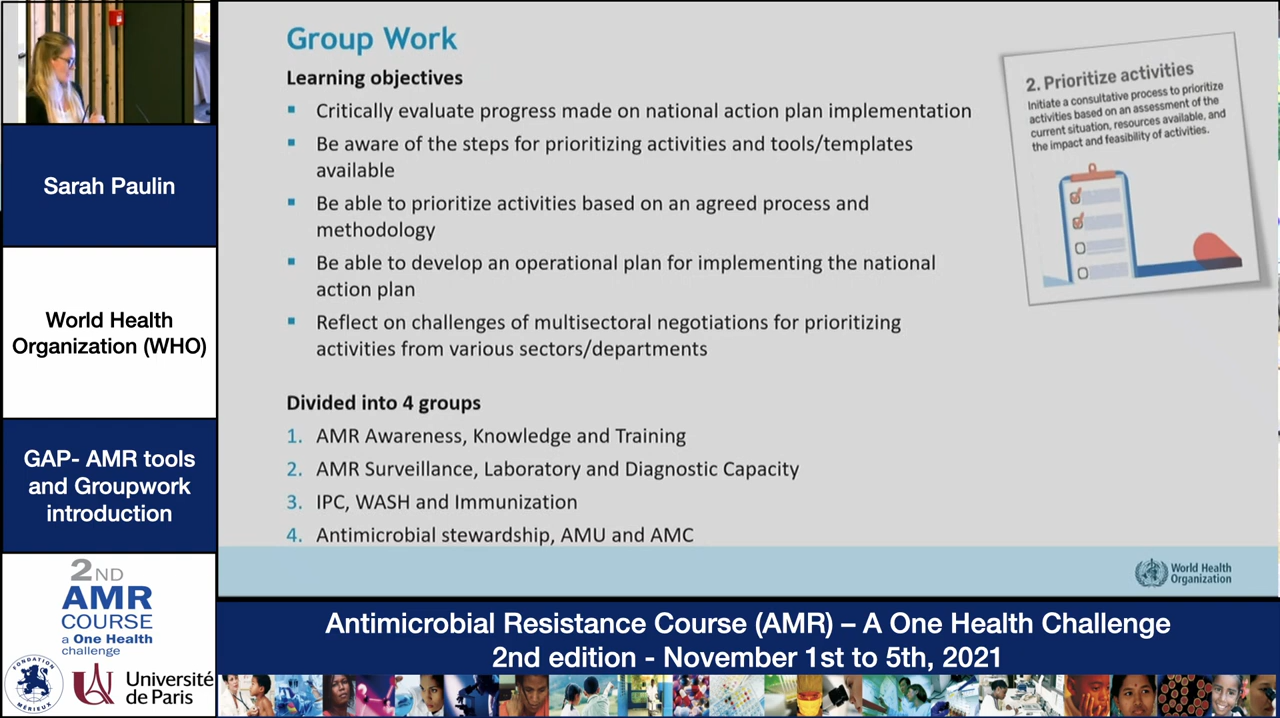 Sarah Paulin
World Health
Organization (WHO)
GAP- AMR tools
and Groupwork
introduction
2ND
AMR
COURSE
a One Health
challenge
FONDATION
MÉRIEUX
Université
de Paris
Group Work
Learning objectives
▪ Critically evaluate progress made on national action plan implementation
▪ Be aware of the steps for prioritizing activities and tools/templates
available
▪ Be able to prioritize activities based on an agreed process and
methodology
▪ Be able to develop an operational plan for implementing the national
action plan
▪ Reflect on challenges of multisectoral negotiations for prioritizing
activities from various sectors/departments
Divided into 4 groups
1. AMR Awareness, Knowledge and Training
2. AMR Surveillance, Laboratory and Diagnostic Capacity
3. IPC, WASH and Immunization
4. Antimicrobial stewardship, AMU and AMC
2. Prioritize activities
Initiate a consultative process to prioritize
activities based on an assessment of the
current situation, resources available, and
the impact and feasibility of activities.
World Health
Organization
Antimicrobial Resistance Course (AMR) – A One Health Challenge
2nd edition - November 1st to 5th, 2021